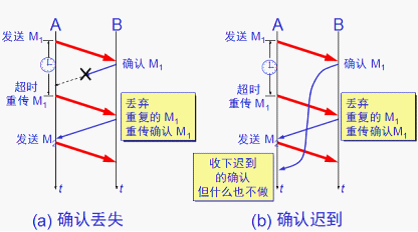 A B
发送 M1
确认 M1
超时
重传 M1
丢弃
重复的 M1
重传确认 M1
发送 M
t t
(a) 确认丢失
A B
发送 M1
确认 M1
超时
重传 M1
丢弃
重复的 M1
重传确认M1
发送 M
收下迟到
的确认
但什么也不做
t t
(b) 确认迟到